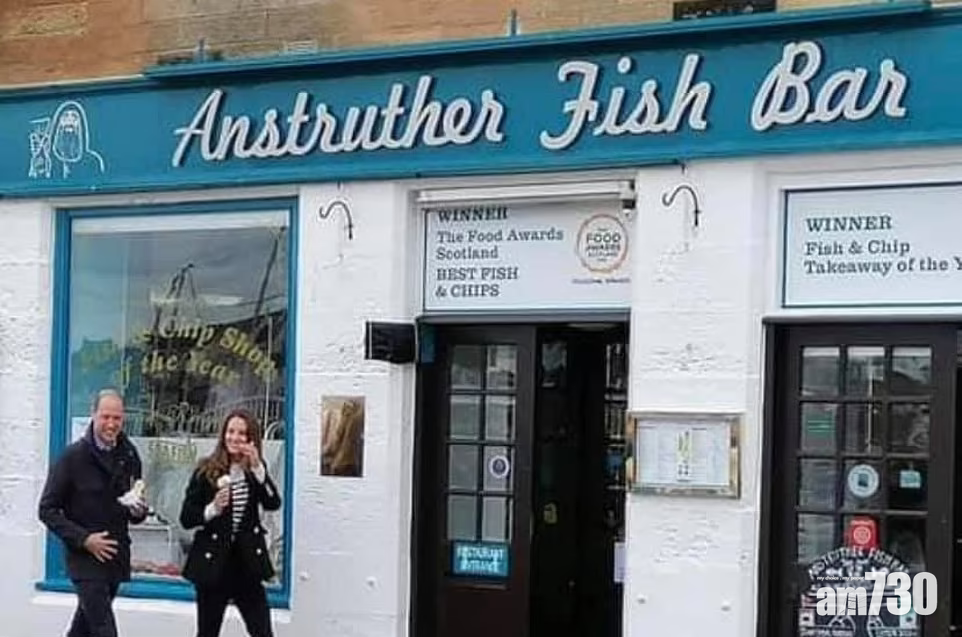 Anstruther Fish Bar
WINNER
The Food Awards
Scotland
BEST FISH
& CHIPS
FOOD
AWARDS
SCOTLAND
WINNER
Fish & Chip
Takeaway of the Y
Chip Shop
of the Year
RESTAURANT
ENTRANCE
am730